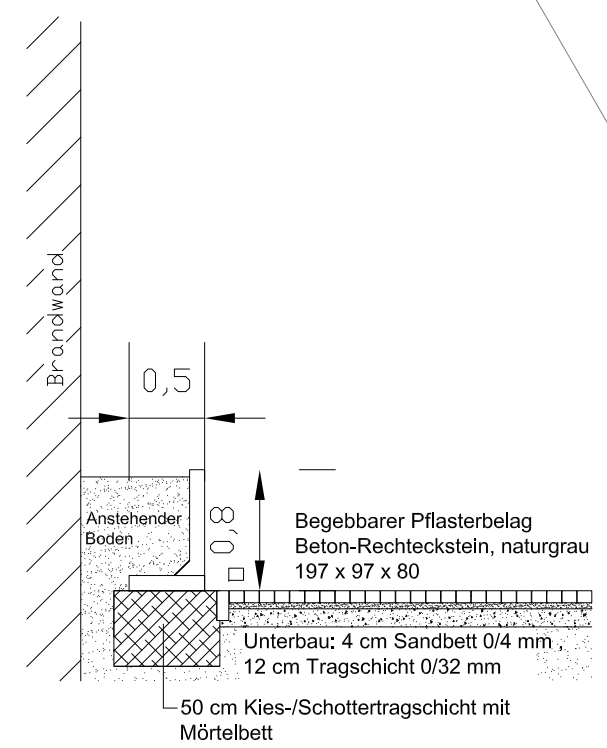 Brandwand
0,5
Anstehender
Boden
0,8
Begebbarer Pflasterbelag
Beton-Rechteckstein, naturgrau
197 x 97 x 80
Unterbau: 4 cm Sandbett 0/4 mm ,
12 cm Tragschicht 0/32 mm
50 cm Kies-/Schottertragschicht mit
Mörtelbett